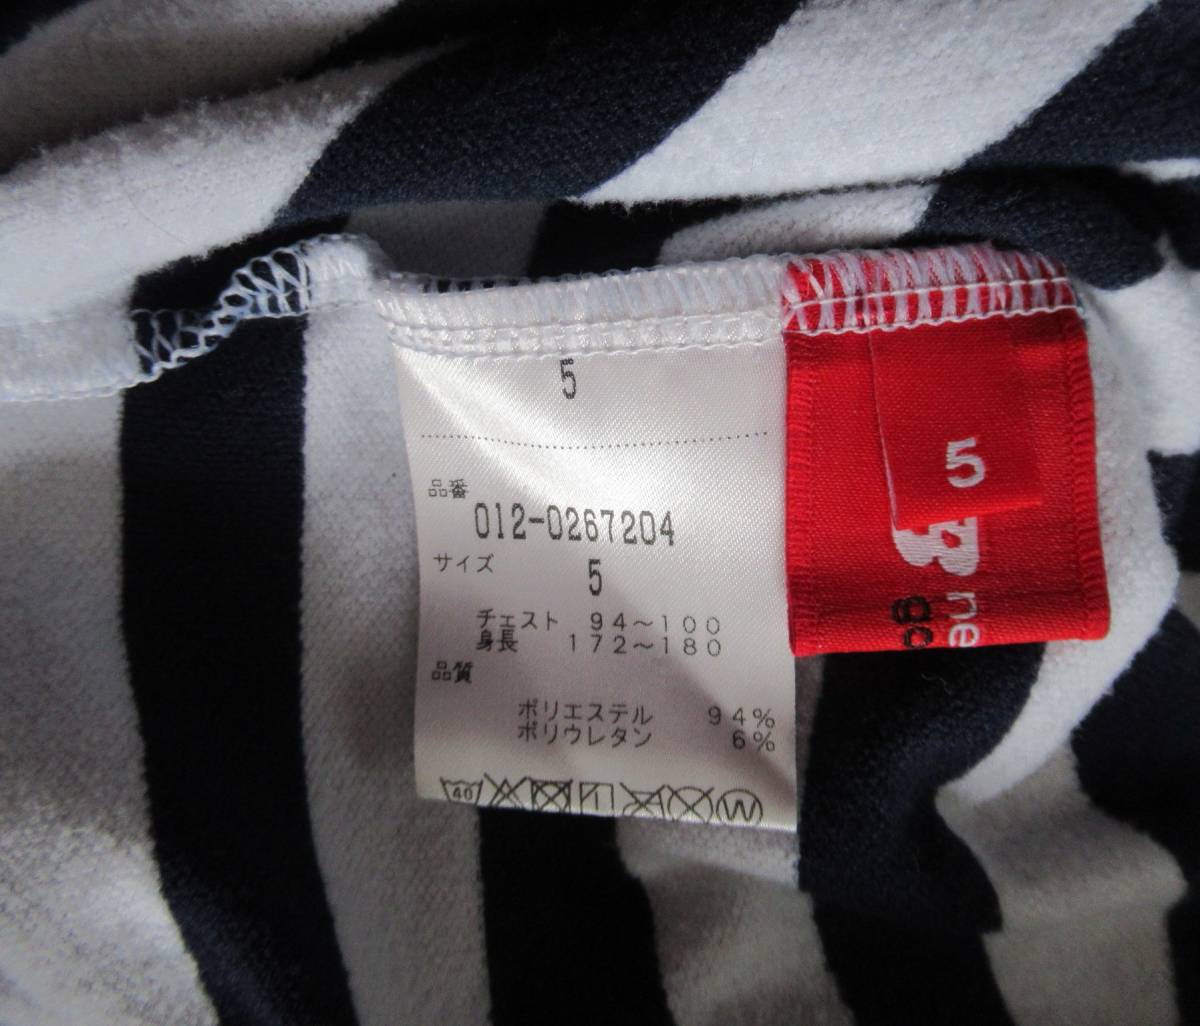 5
品番
012-0267204
サイズ
5
チェスト 94～100
身長 172～180
品質
ポリエステル 94%
ポリウレタン 6%
40
W
5
ne
go